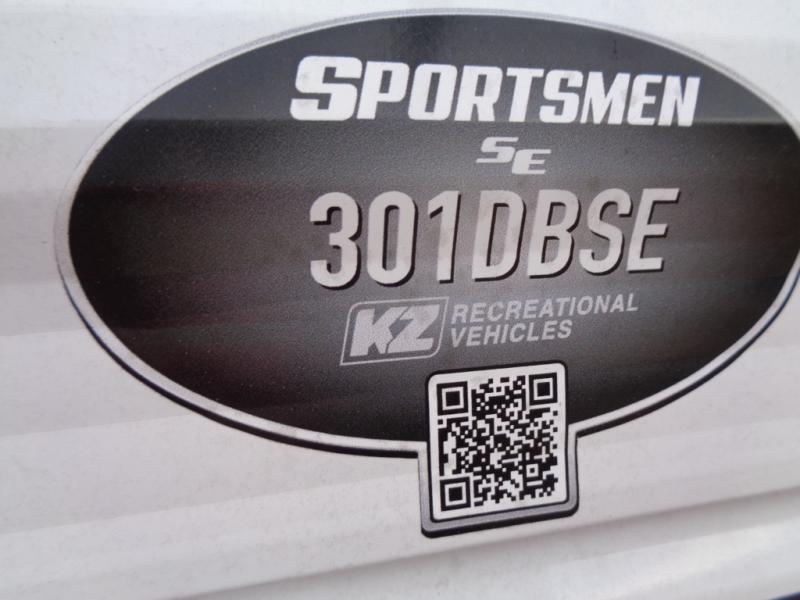 SPORTSMEN
SE
301DBSE
KZ RECREATIONAL
VEHICLES